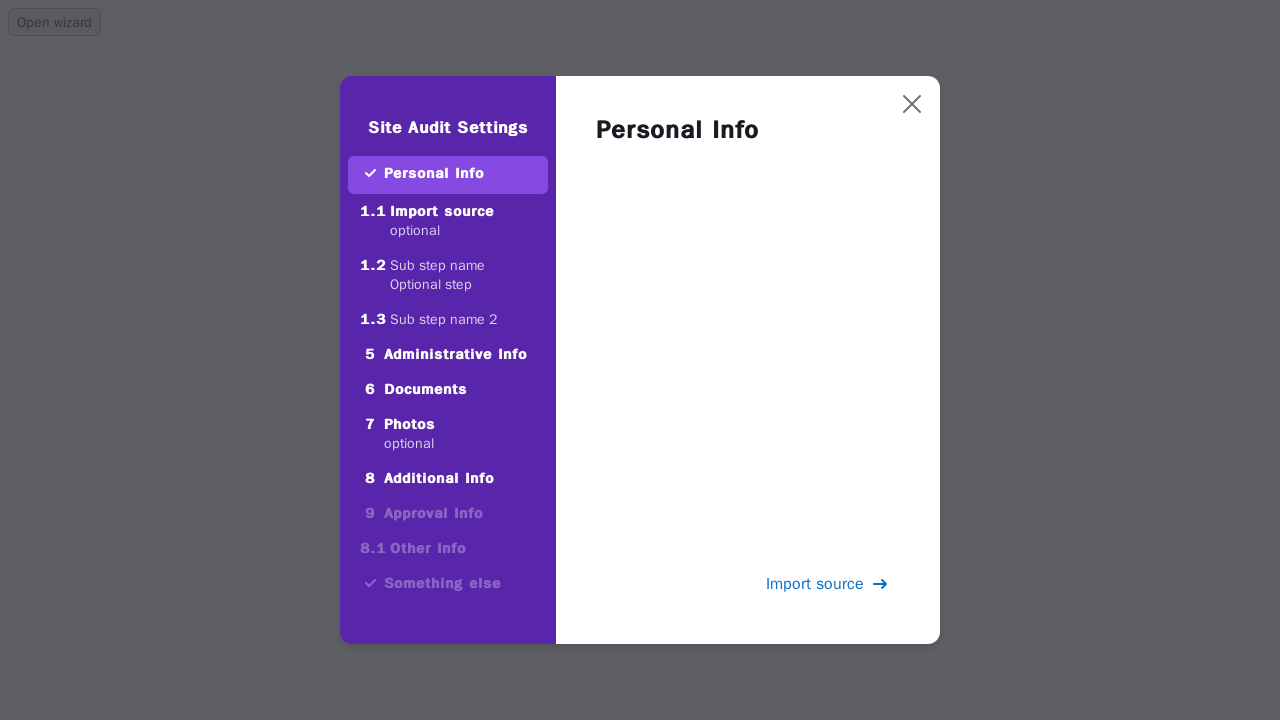 Open wizard
Site Audit Settings
Personal Info
1.1 Import source
optional
1.2 Sub step name
Optional step
1.3 Sub step name 2
5 Administrative Info
6 Documents
7 Photos
optional
8 Additional Info
9 Approval Info
8.1 Other Info
Something else
Personal Info
Import source